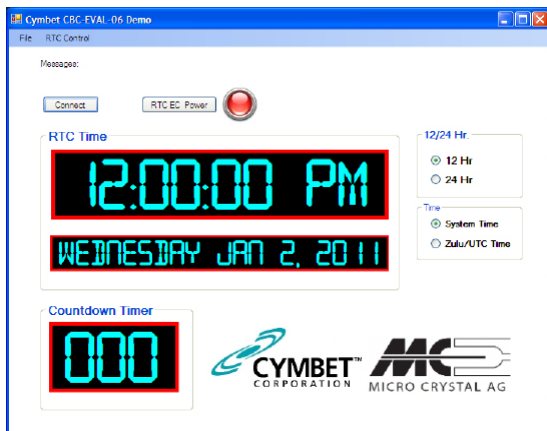 Cymbet CBC-EVAL-06 Demo
File RTC Control
Messages:
Connect RTC EC Power
RTC Time
12:00:00 PM
WEDNESDAY JAN 2, 2011
12/24 Hr.
12 Hr
24 Hr
Time
System Time
Zulu/UTC Time
Countdown Timer
000
CYMBET™
CORPORATION
MC
MICRO CRYSTAL AG